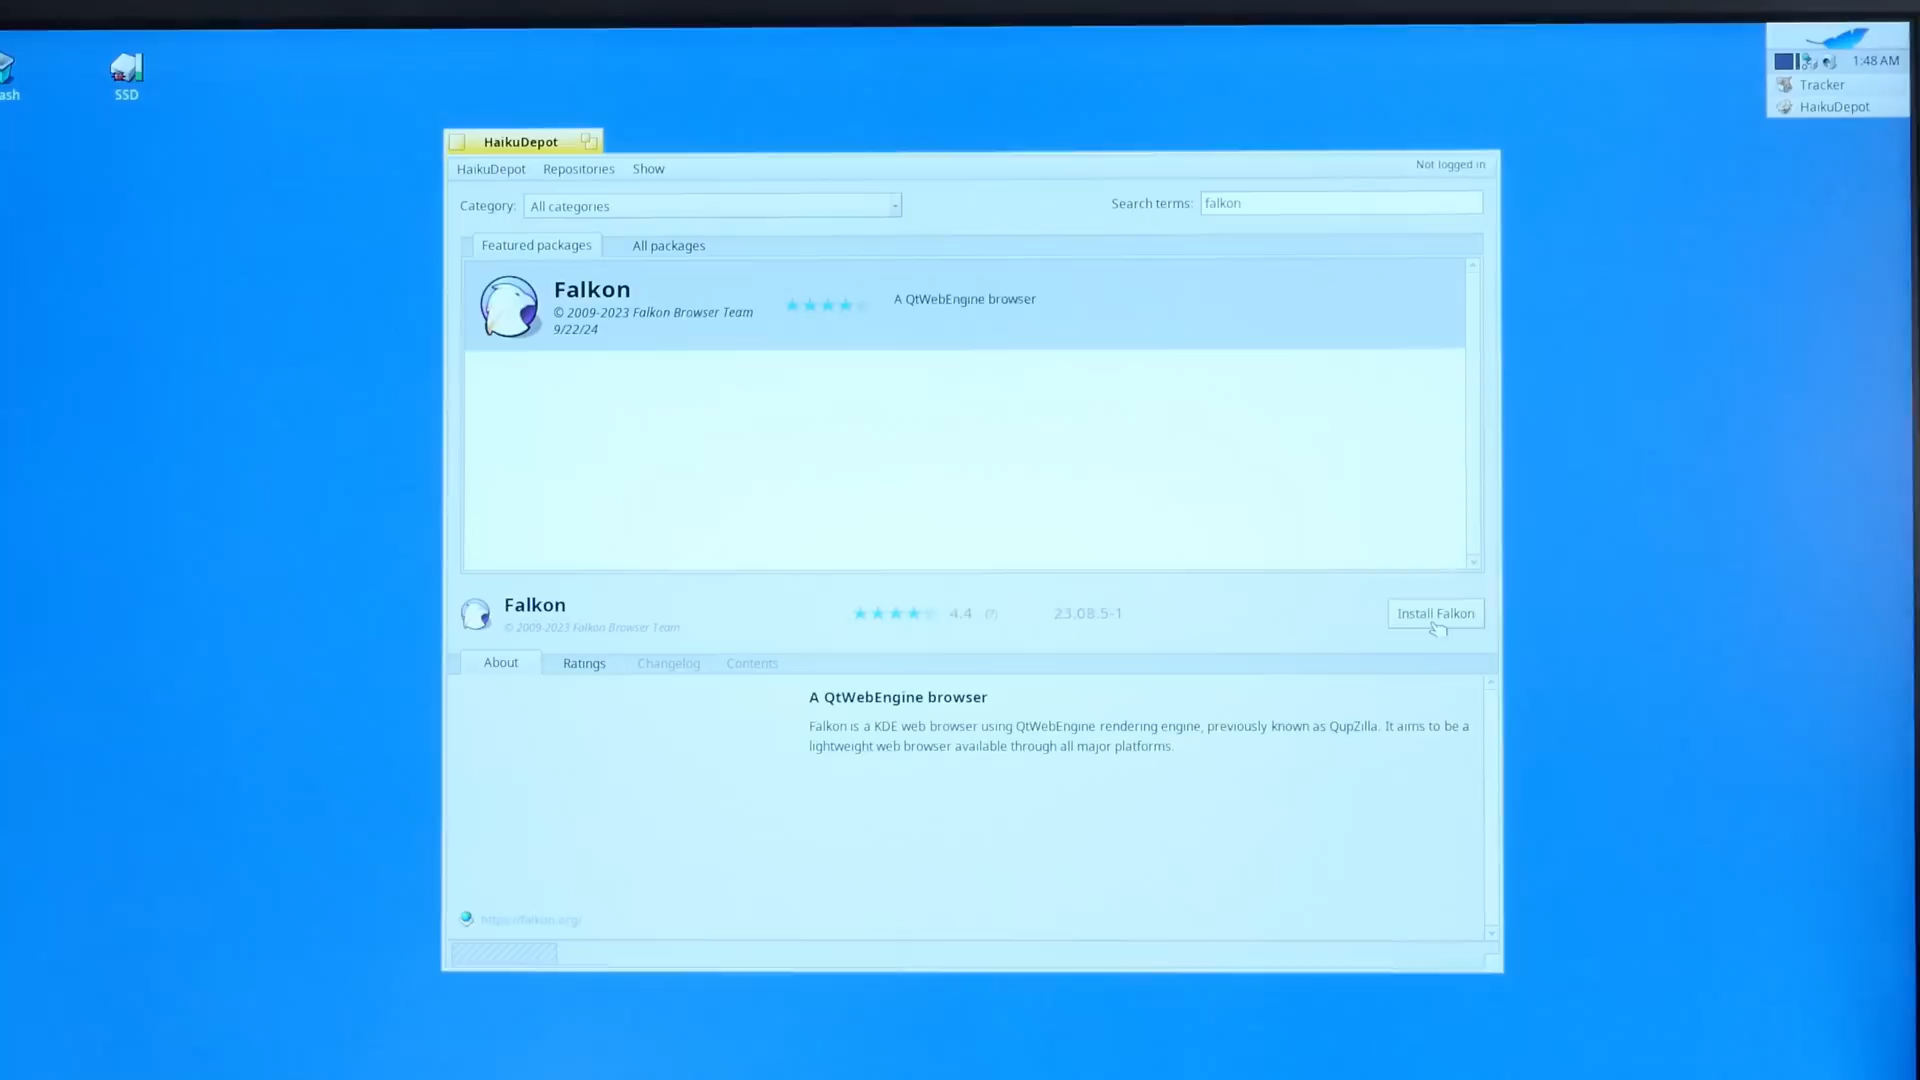 ash
SSD
1:48 AM
Tracker
HaikuDepot
HaikuDepot
HaikuDepot Repositories Show
Not logged in
Category: All categories
Search terms: falkon
Featured packages All packages
Falkon
© 2009-2023 Falkon Browser Team
9/22/24
A QtWebEngine browser
Falkon
© 2009-2023 Falkon Browser Team
4.4 (7)
23.08.5-1
Install Falkon
About Ratings Changelog Contents
A QtWebEngine browser
Falkon is a KDE web browser using QtWebEngine rendering engine, previously known as QupZilla. It aims to be a
lightweight web browser available through all major platforms.
https://falkon.org/